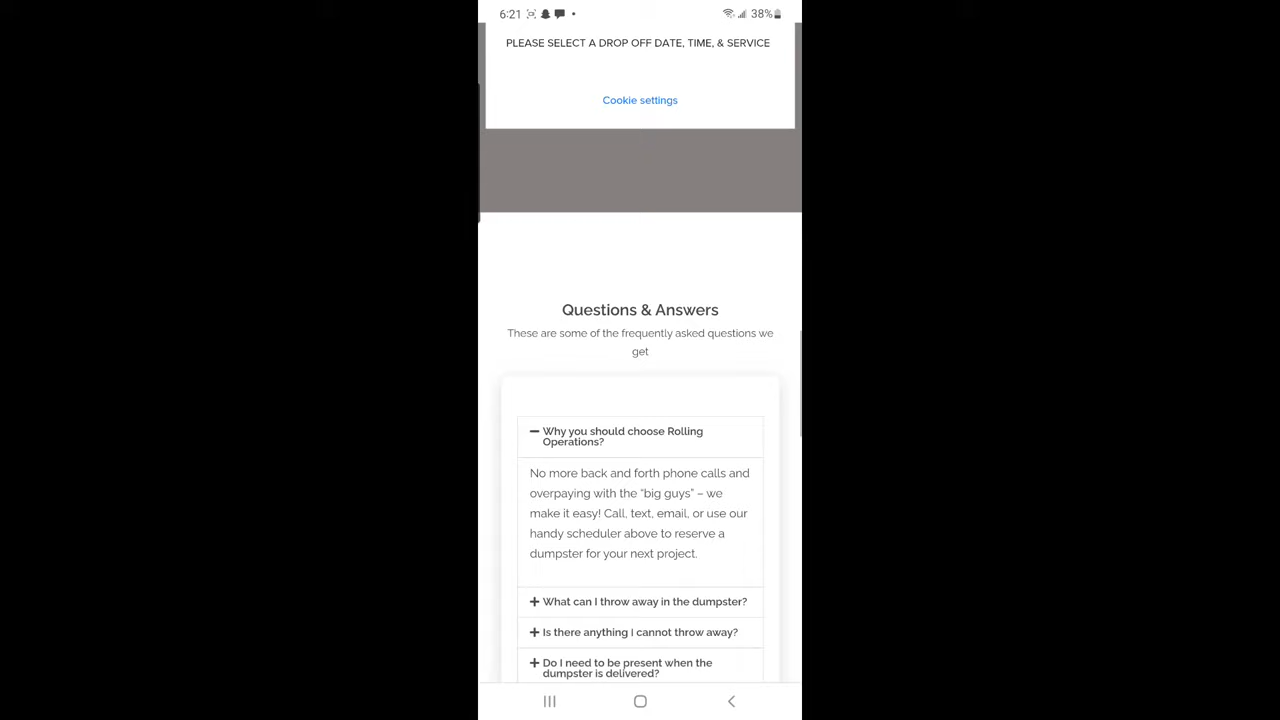 6:21
38%
PLEASE SELECT A DROP OFF DATE, TIME, & SERVICE
Cookie settings
Questions & Answers
These are some of the frequently asked questions we
get
Why you should choose Rolling
Operations?
No more back and forth phone calls and
overpaying with the “big guys” – we
make it easy! Call, text, email, or use our
handy scheduler above to reserve a
dumpster for your next project.
What can I throw away in the dumpster?
Is there anything I cannot throw away?
Do I need to be present when the
dumpster is delivered?